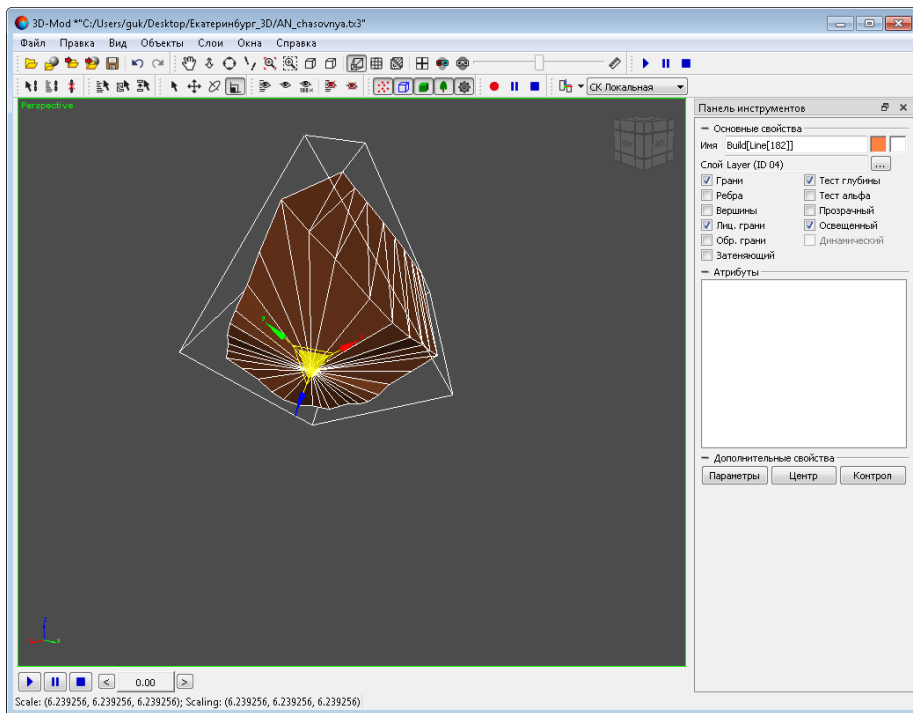 3D-Mod *"C:/Users/guk/Desktop/Екатеринбург_3D/AN_chasovnya.tx3"
Файл Правка Вид Объекты Слои Окна Справка
100%
СК Локальная
Perspective
Панель инструментов
Основные свойства
Имя Build[Line[182]]
Слой Layer (ID 04) ...
Грани Тест глубины
Ребра Тест альфа
Вершины Прозрачный
Лиц. грани Освещенный
Обр. грани Динамический
Затеняющий
Атрибуты
Дополнительные свойства
Параметры Центр Контрол
< 0.00 >
Scale: (6.239256, 6.239256, 6.239256); Scaling: (6.239256, 6.239256, 6.239256)